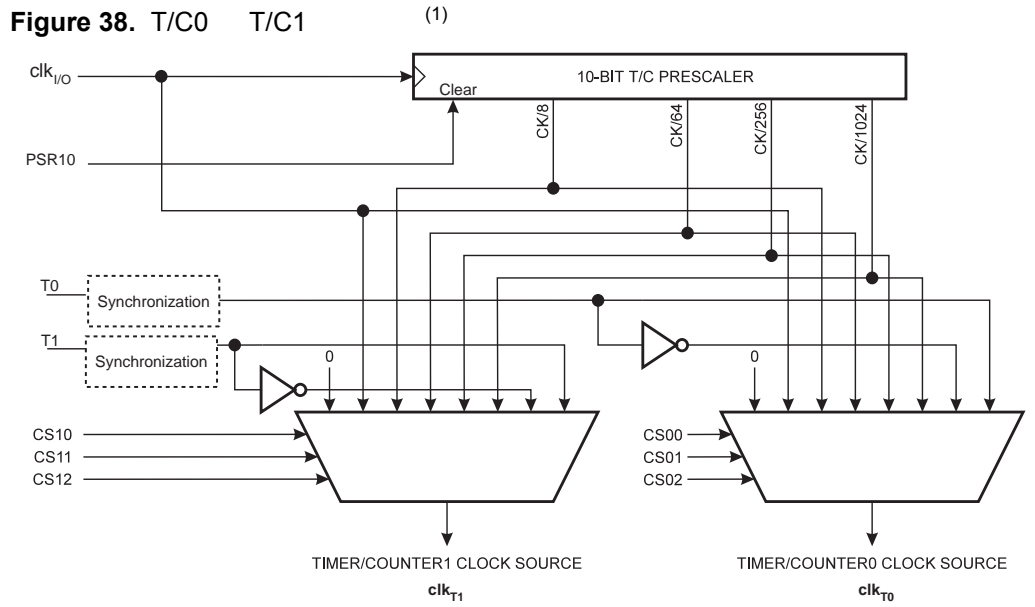 Figure 38. T/C0 T/C1 (1)
clkI/O
10-BIT T/C PRESCALER
Clear
CK/8
CK/64
CK/256
CK/1024
PSR10
T0
Synchronization
T1
Synchronization
0
0
CS10
CS11
CS12
CS00
CS01
CS02
TIMER/COUNTER1 CLOCK SOURCE
clkT1
TIMER/COUNTER0 CLOCK SOURCE
clkT0